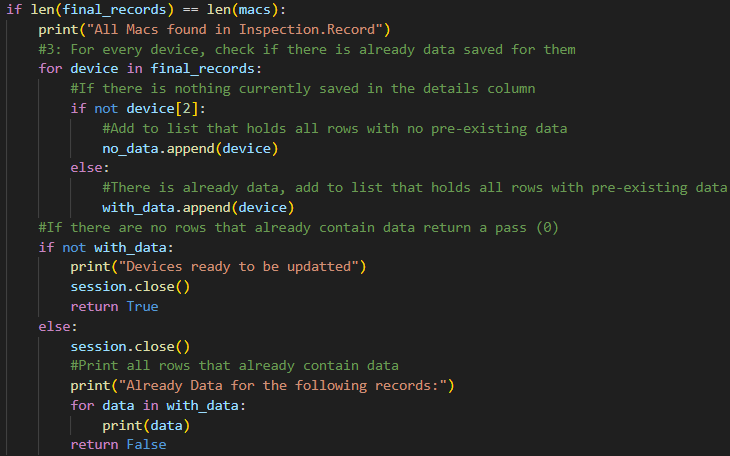 if len(final_records) == len(macs):
    print("All Macs found in Inspection.Record")
    #3: For every device, check if there is already data saved for them
    for device in final_records:
        #If there is nothing currently saved in the details column
        if not device[2]:
            #Add to list that holds all rows with no pre-existing data
            no_data.append(device)
        else:
            #There is already data, add to list that holds all rows with pre-existing data
            with_data.append(device)
    #If there are no rows that already contain data return a pass (0)
    if not with_data:
        print("Devices ready to be updatted")
        session.close()
        return True
    else:
        session.close()
        #Print all rows that already contain data
        print("Already Data for the following records:")
        for data in with_data:
            print(data)
        return False